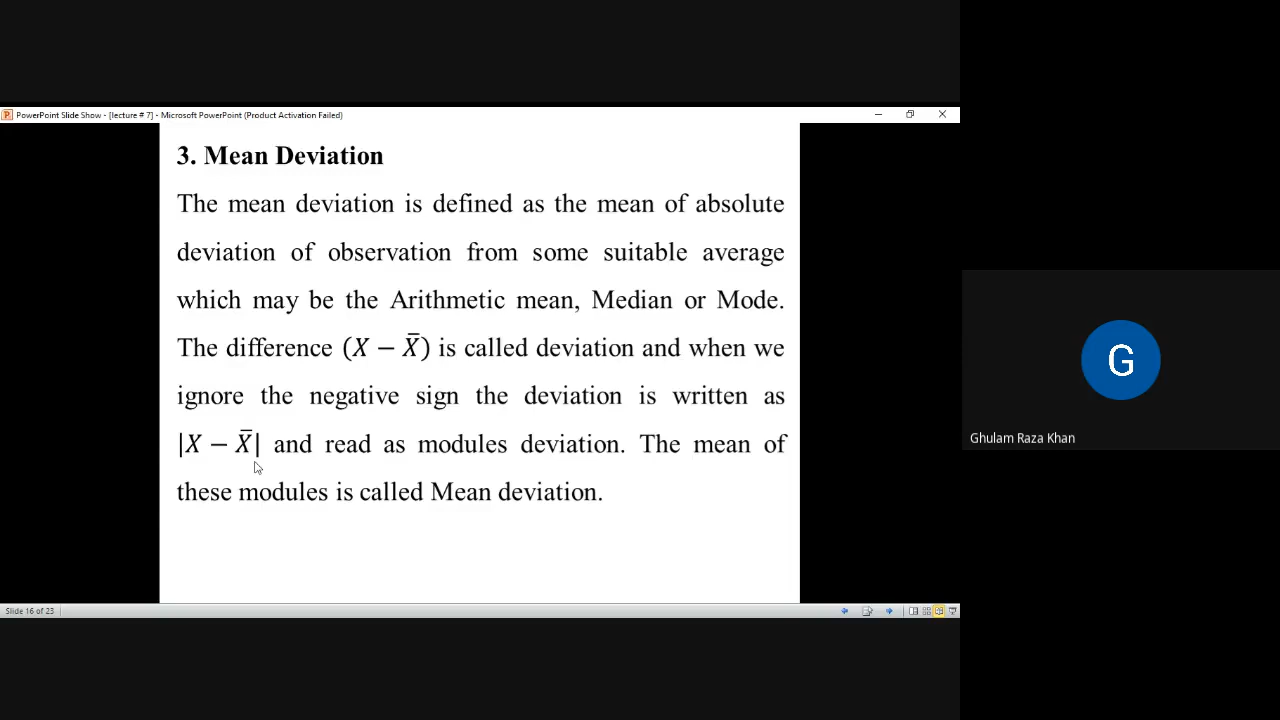 PowerPoint Slide Show - [lecture # 7] - Microsoft PowerPoint (Product Activation Failed)
3. Mean Deviation
The mean deviation is defined as the mean of absolute
deviation of observation from some suitable average
which may be the Arithmetic mean, Median or Mode.
The difference (X − X̄) is called deviation and when we
ignore the negative sign the deviation is written as
|X − X̄| and read as modules deviation. The mean of
these modules is called Mean deviation.
G
Ghulam Raza Khan
Slide 16 of 23